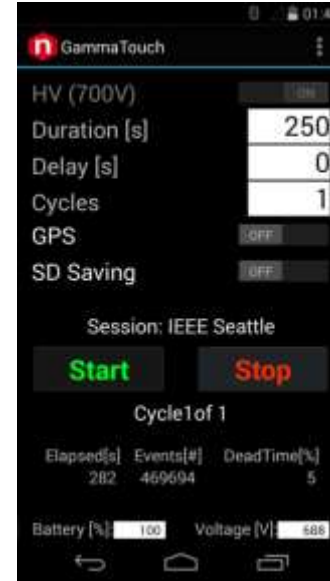 01:4
n GammaTouch
HV (700V) ON
Duration [s] 250
Delay [s] 0
Cycles 1
GPS OFF
SD Saving OFF
Session: IEEE Seattle
Start Stop
Cycle1of 1
Elapsed[s] Events[#] DeadTime[%]
282 469694 5
Battery [%]: 100 Voltage [V]: 688